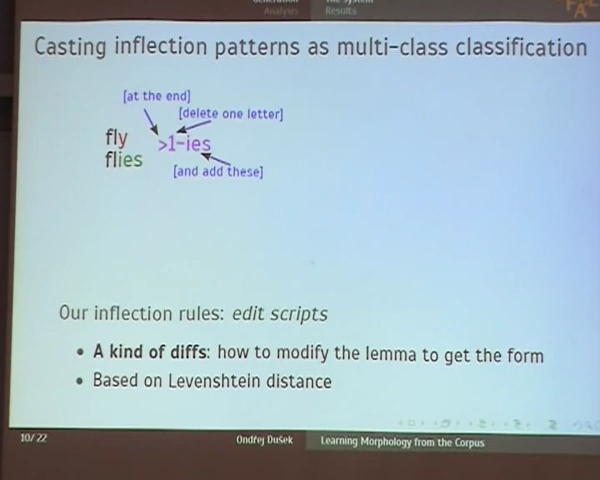 Analysis
Results
Casting inflection patterns as multi-class classification
[at the end]
[delete one letter]
fly
>1-ies
flies
[and add these]
Our inflection rules: edit scripts
• A kind of diffs: how to modify the lemma to get the form
• Based on Levenshtein distance
10/22
Ondřej Dušek
Learning Morphology from the Corpus